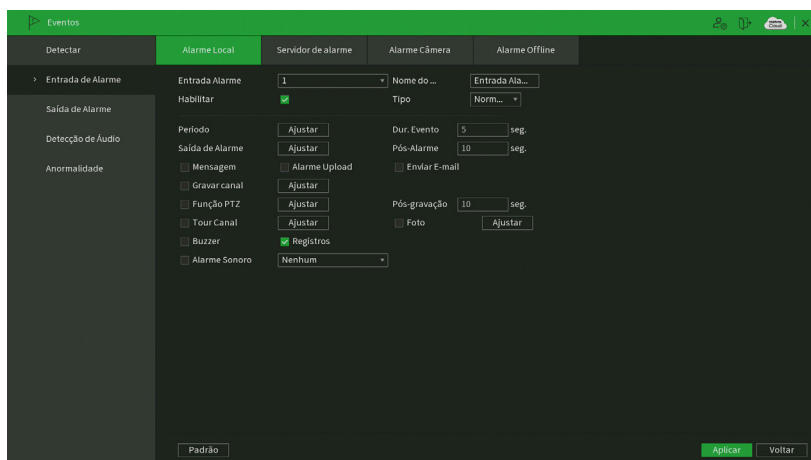 Eventos
Detectar
Alarme Local
Servidor de alarme
Alarme Câmera
Alarme Offline
Entrada de Alarme
Saída de Alarme
Detecção de Áudio
Anormalidade
Entrada Alarme 1 Nome do ... Entrada Ala...
Habilitar Tipo Norm...
Período Ajustar Dur. Evento 5 seg.
Saída de Alarme Ajustar Pós-Alarme 10 seg.
Mensagem Alarme Upload Enviar E-mail
Gravar canal Ajustar
Função PTZ Ajustar Pós-gravação 10 seg.
Tour Canal Ajustar Foto Ajustar
Buzzer Registros
Alarme Sonoro Nenhum
Padrão Aplicar Voltar